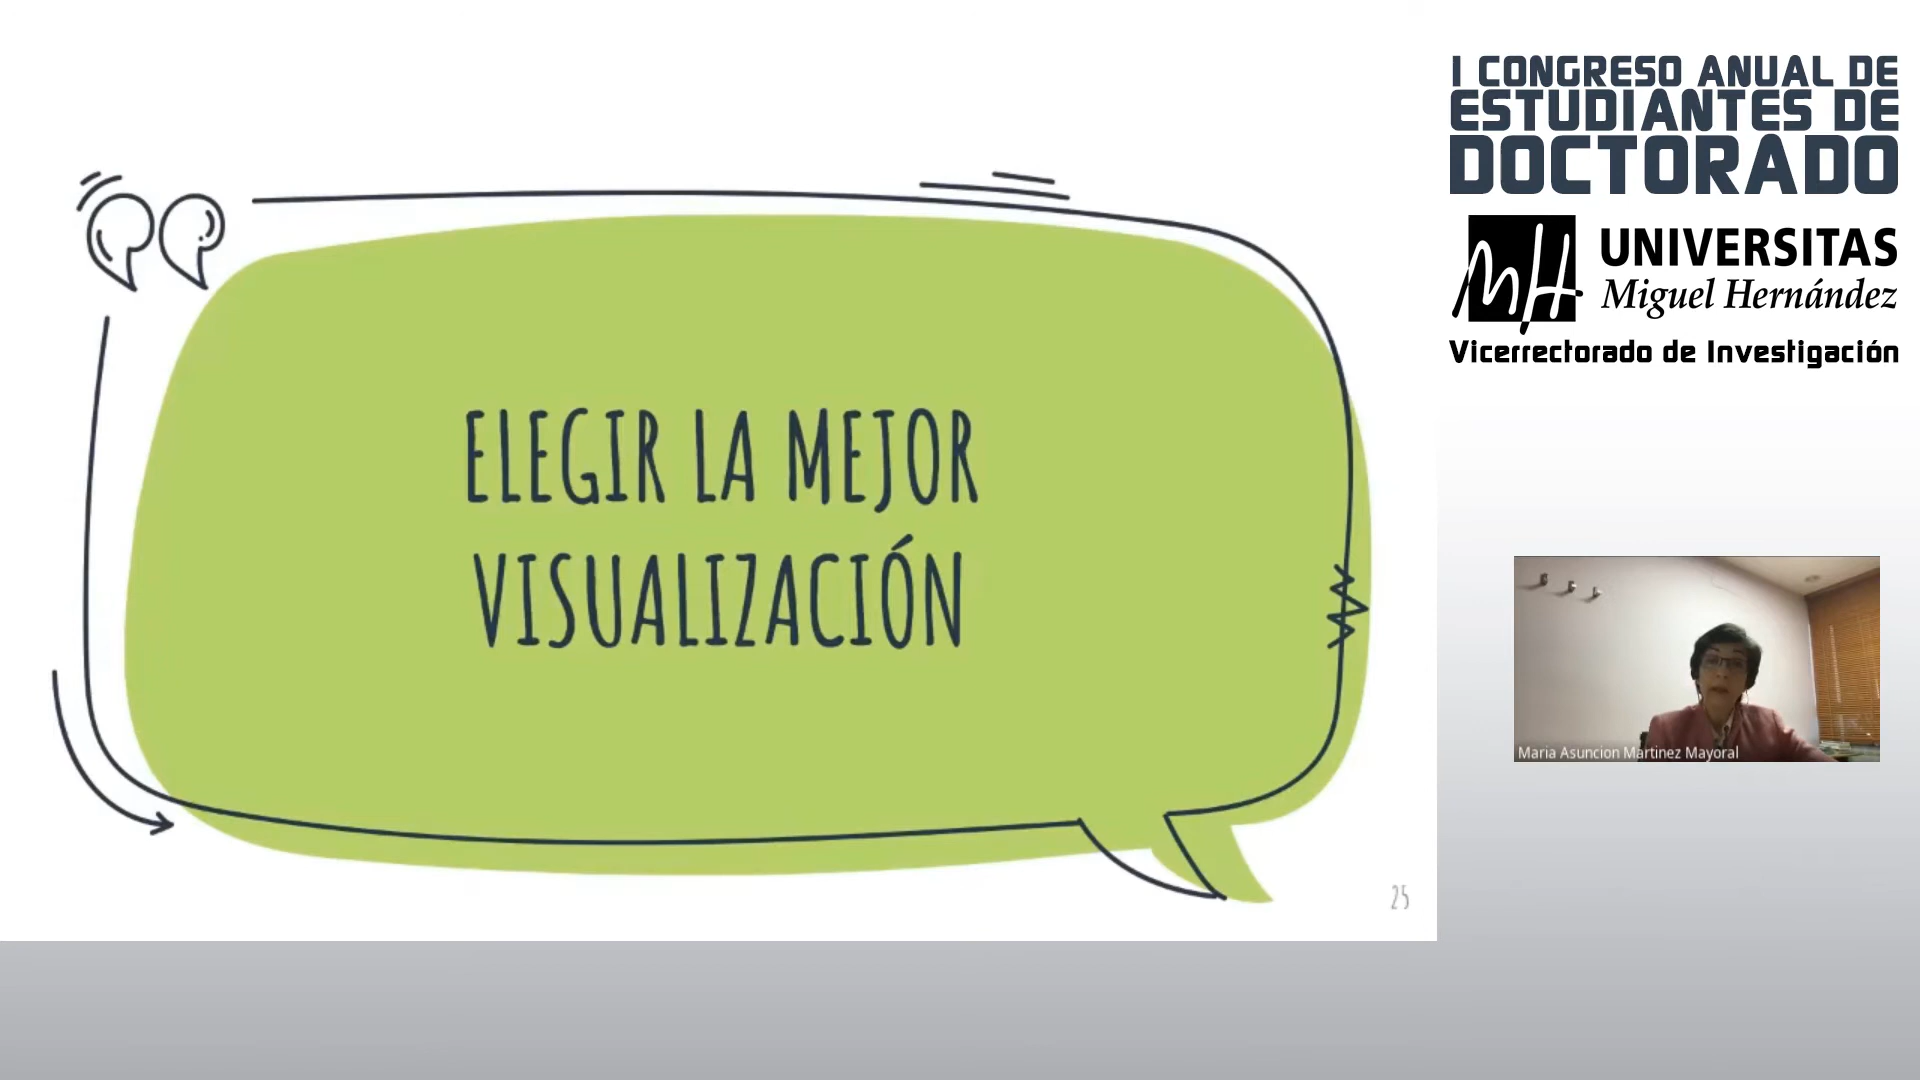 ELEGIR LA MEJOR
VISUALIZACIÓN
25
I CONGRESO ANUAL DE
ESTUDIANTES DE
DOCTORADO
MH
UNIVERSITAS
Miguel Hernández
Vicerrectorado de Investigación
Maria Asuncion Martinez Mayoral